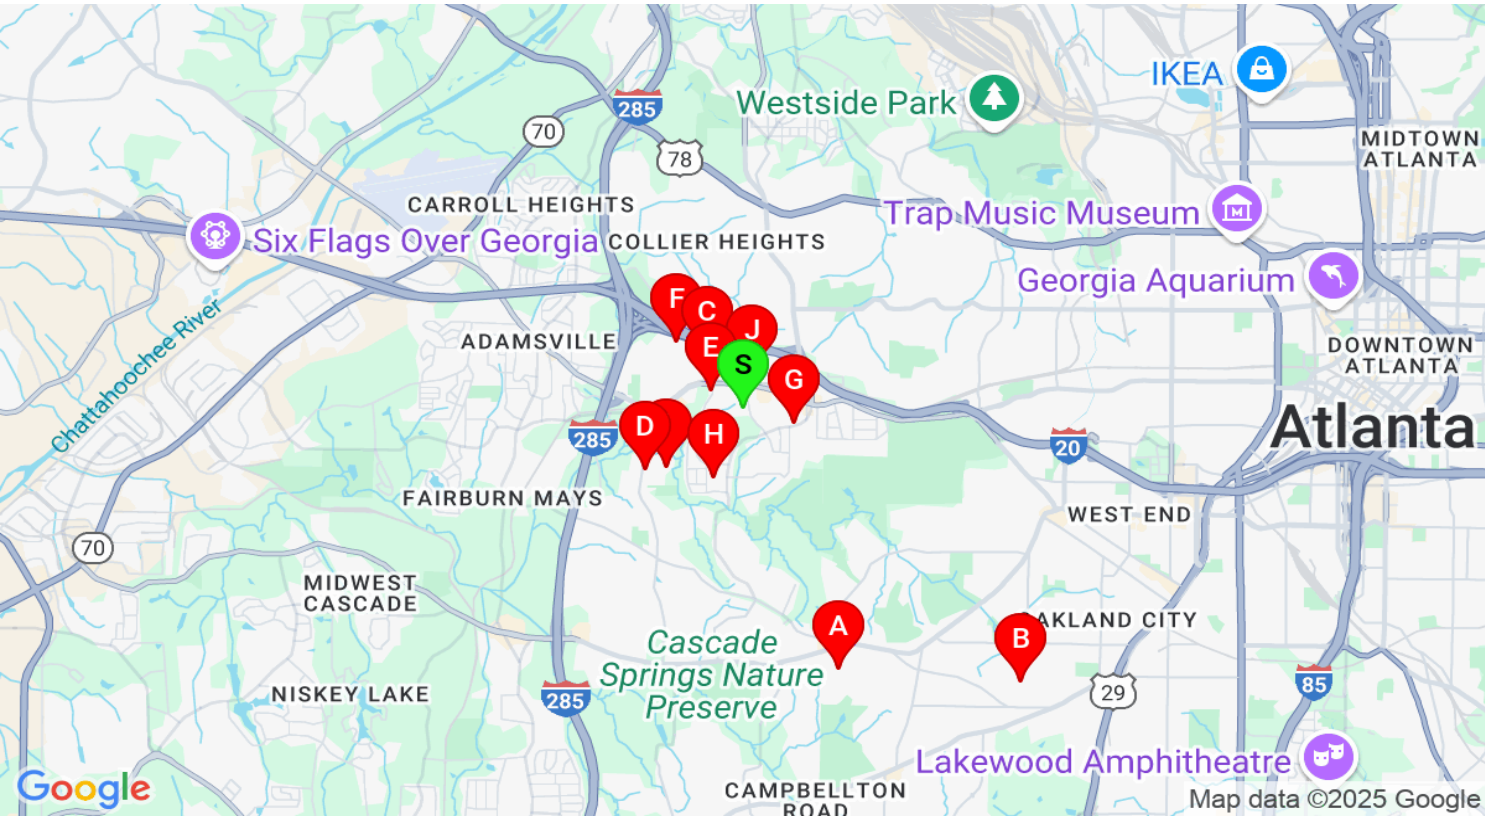 IKEA
285
Westside Park
70
MIDTOWN
ATLANTA
78
CARROLL HEIGHTS
Trap Music Museum
Six Flags Over Georgia
COLLIER HEIGHTS
Georgia Aquarium
F
C
J
ADAMSVILLE
E
S
G
DOWNTOWN
ATLANTA
Chattahoochee River
D
H
285
20
Atlanta
FAIRBURN MAYS
WEST END
70
MIDWEST
CASCADE
A
B
AKLAND CITY
Cascade
Springs Nature
Preserve
NISKEY LAKE
285
29
85
Lakewood Amphitheatre
Google
CAMPBELLTON
ROAD
Map data ©2025 Google